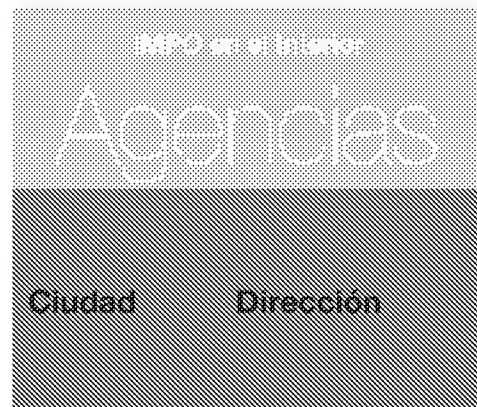 IMPO en el Interior
Agencias
Ciudad Dirección